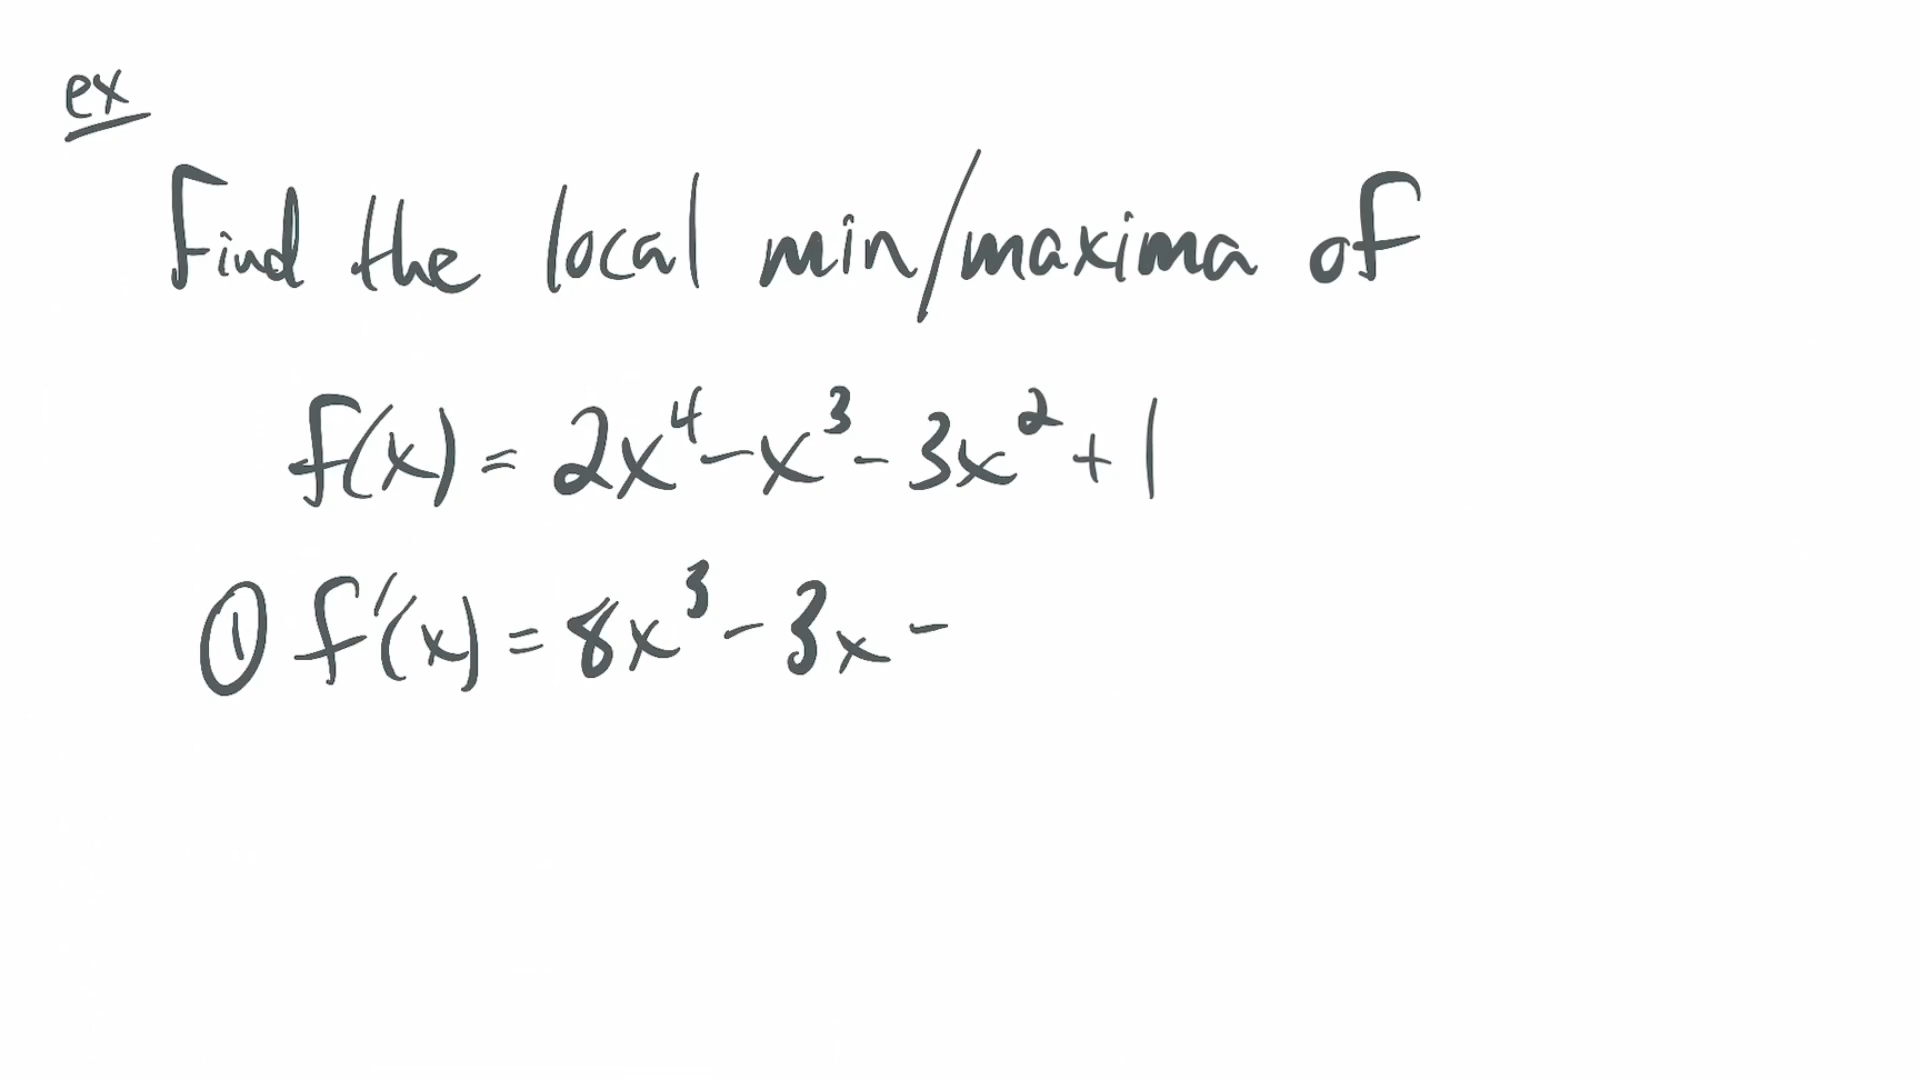 ex
Find the local min/maxima of
f(x) = 2x⁴ - x³ - 3x² + 1
① f'(x) = 8x³ - 3x -